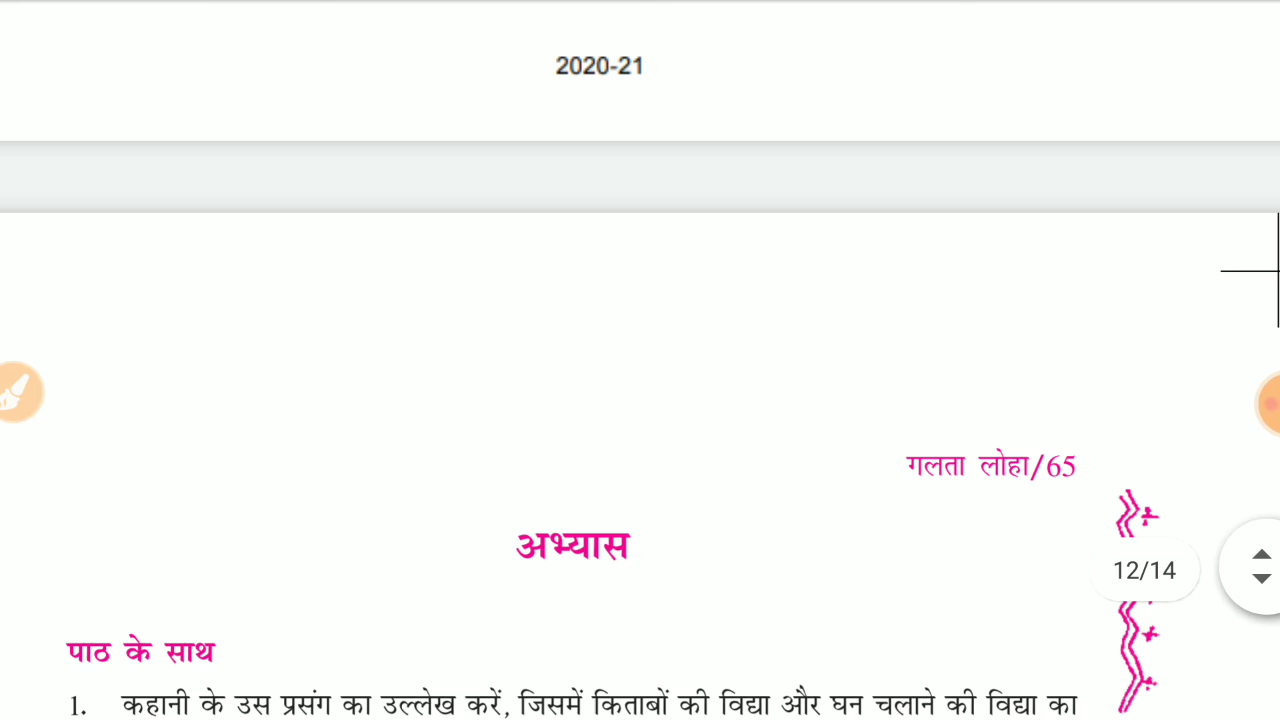 2020-21
गलता लोहा/65
अभ्यास
12/14
पाठ के साथ
1. कहानी के उस प्रसंग का उल्लेख करें, जिसमें किताबों की विद्या और घन चलाने की विद्या का